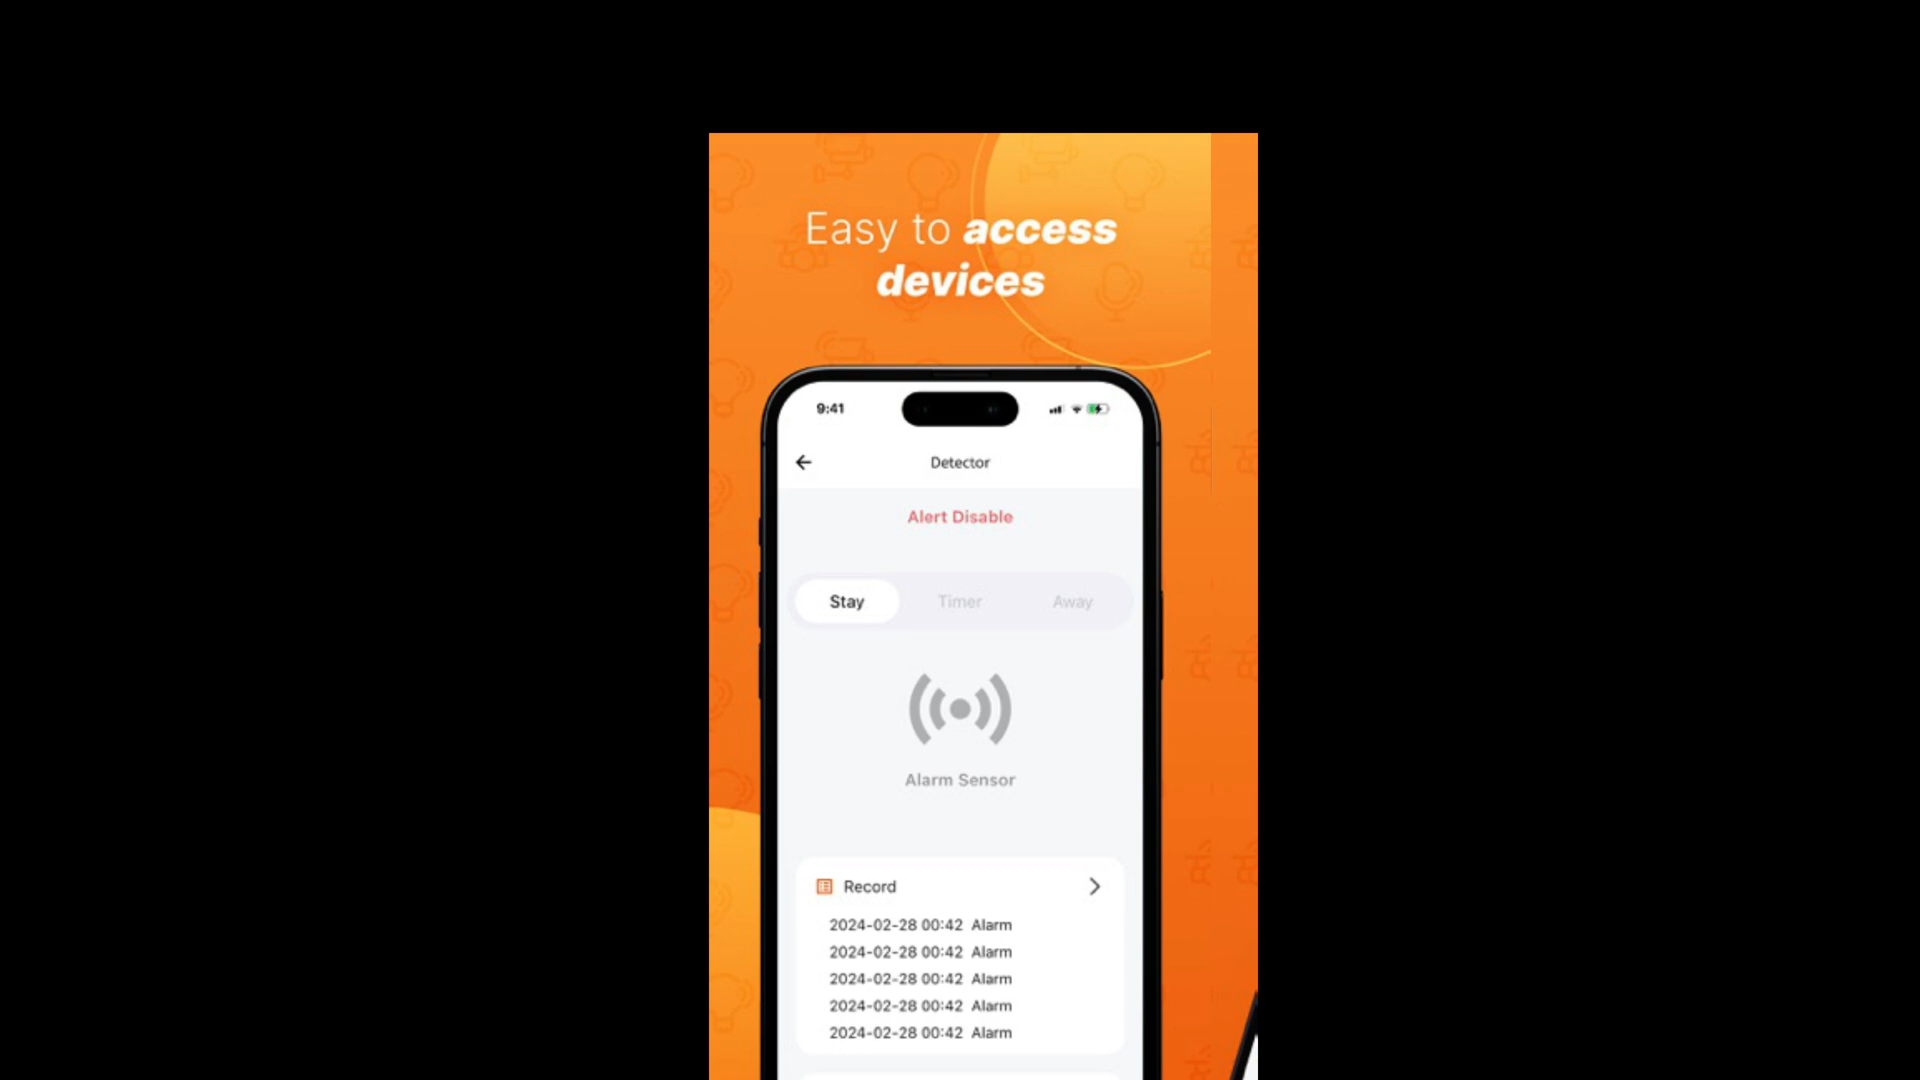 Easy to access
devices
9:41
Detector
Alert Disable
Stay Timer Away
Alarm Sensor
Record
2024-02-28 00:42 Alarm
2024-02-28 00:42 Alarm
2024-02-28 00:42 Alarm
2024-02-28 00:42 Alarm
2024-02-28 00:42 Alarm